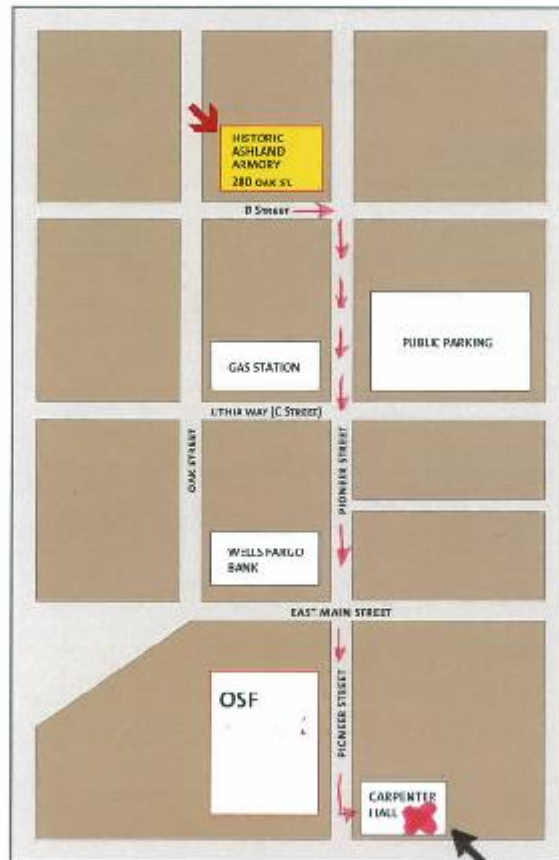 HISTORIC
ASHLAND
ARMORY
280 OAK ST.
B STREET
PUBLIC PARKING
GAS STATION
LITHIA WAY (C STREET)
OAK STREET
PIONEER STREET
WELLS FARGO
BANK
EAST MAIN STREET
OSF
PIONEER STREET
CARPENTER
HALL